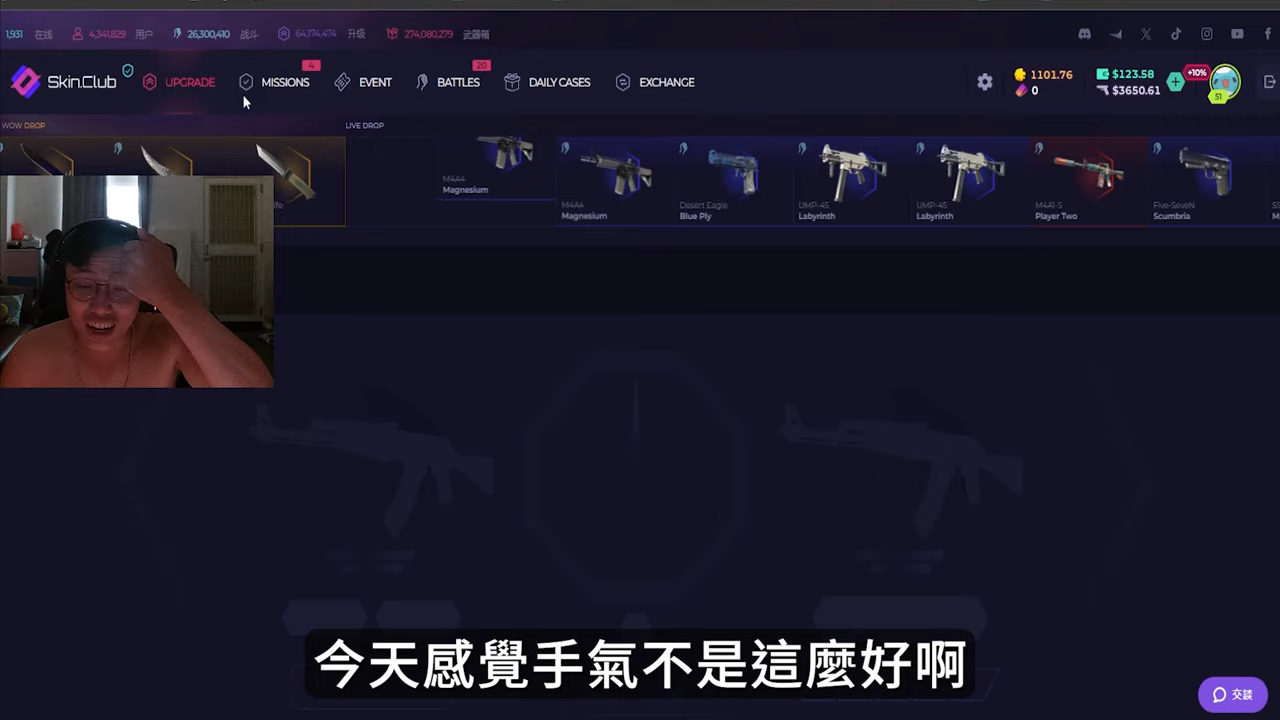 1,931 在线 4,341,829 用户 26,300,410 战斗 64,174,474 升级 274,080,279 武器箱
Skin.Club UPGRADE MISSIONS 4 EVENT BATTLES 20 DAILY CASES EXCHANGE
1101.76 $123.58 +10%
0 $3650.61 51
WOW DROP LIVE DROP
M4A4
Magnesium
M4A4
Magnesium
Desert Eagle
Blue Ply
UMP-45
Labyrinth
UMP-45
Labyrinth
M4A1-S
Player Two
Five-SeveN
Scumbria
今天感覺手氣不是這麼好啊
交談